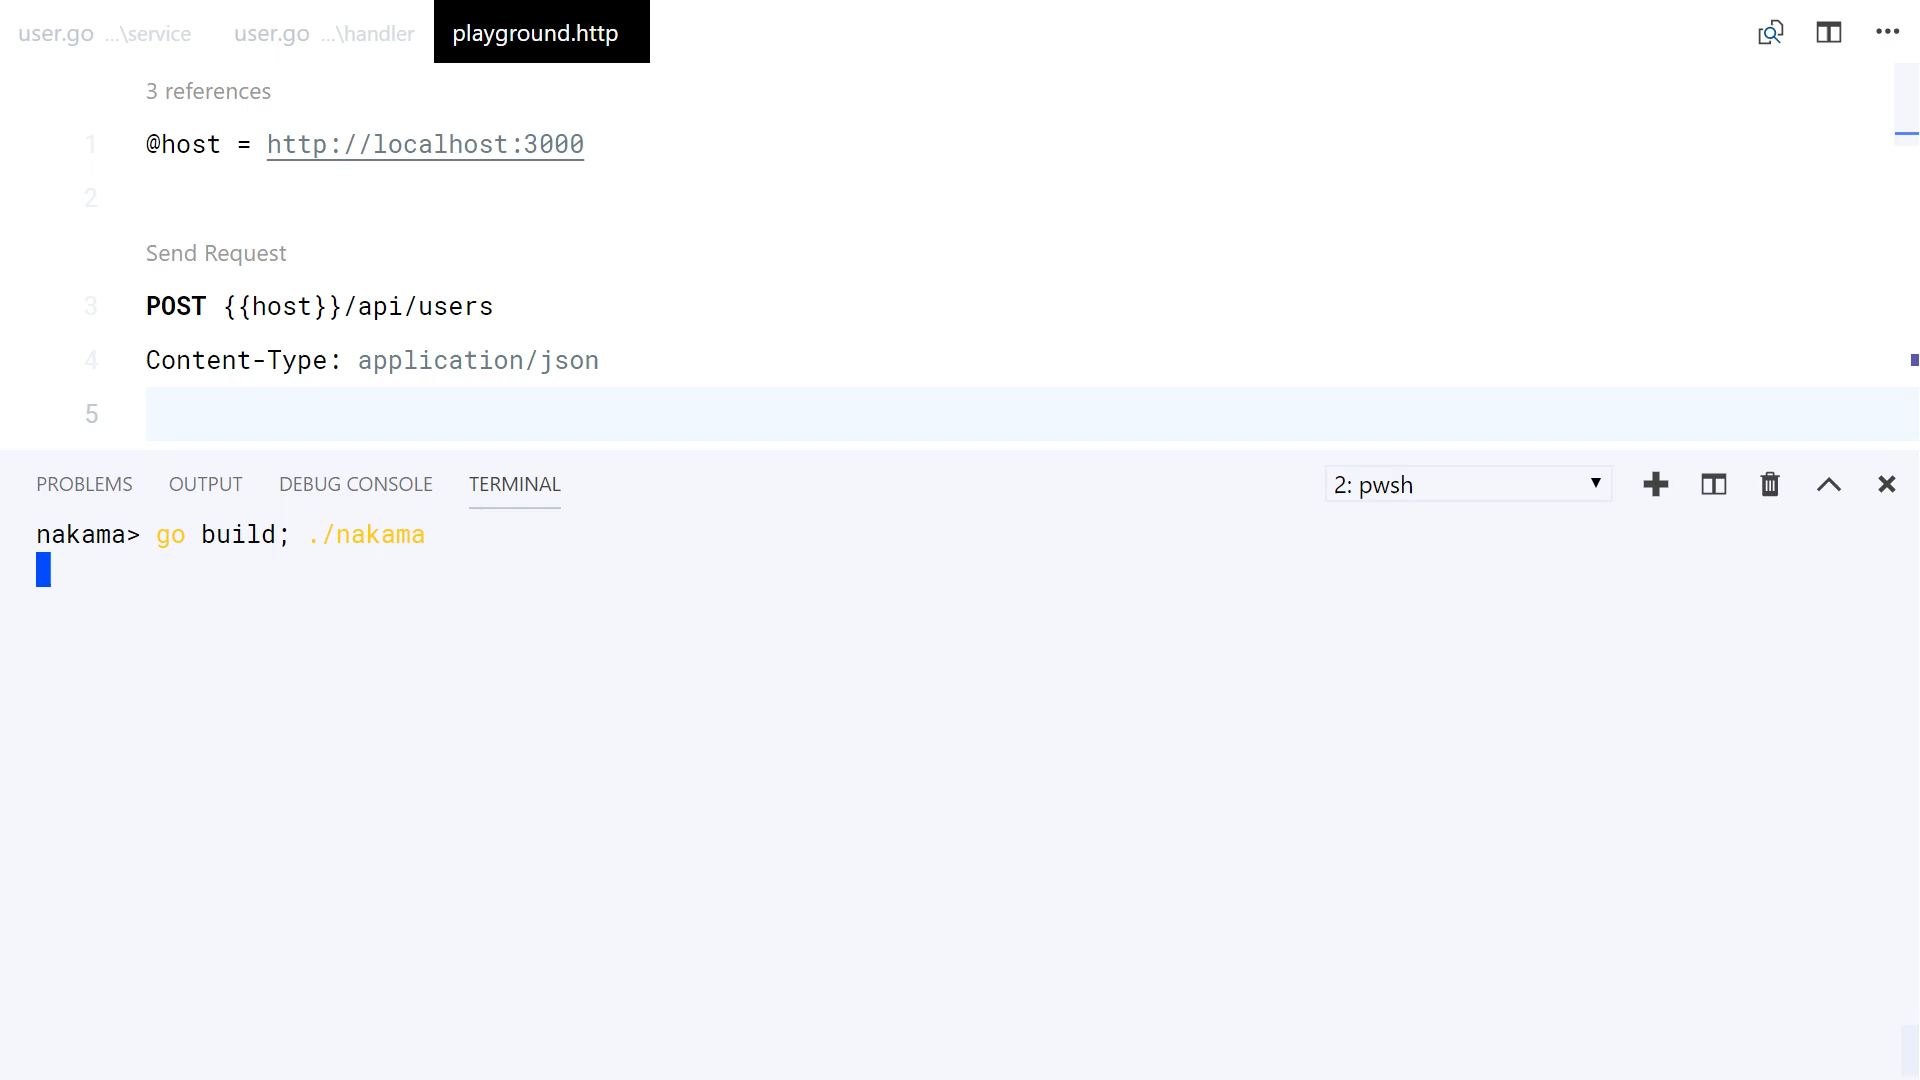 user.go ...\service user.go ...\handler playground.http
3 references
1 @host = http://localhost:3000
2
Send Request
3 POST {{host}}/api/users
4 Content-Type: application/json
5
PROBLEMS OUTPUT DEBUG CONSOLE TERMINAL 2: pwsh
nakama> go build; ./nakama